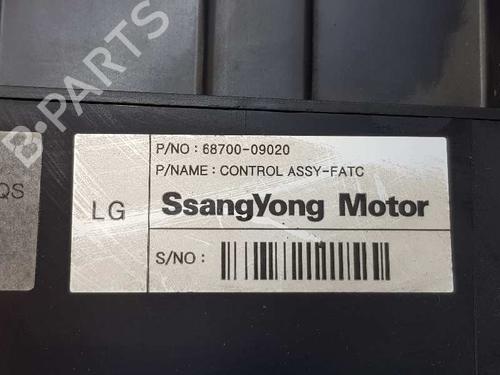 B-PARTS
P/NO : 68700-09020
P/NAME : CONTROL ASSY-FATC
QS
LG
SsangYong Motor
S/NO :